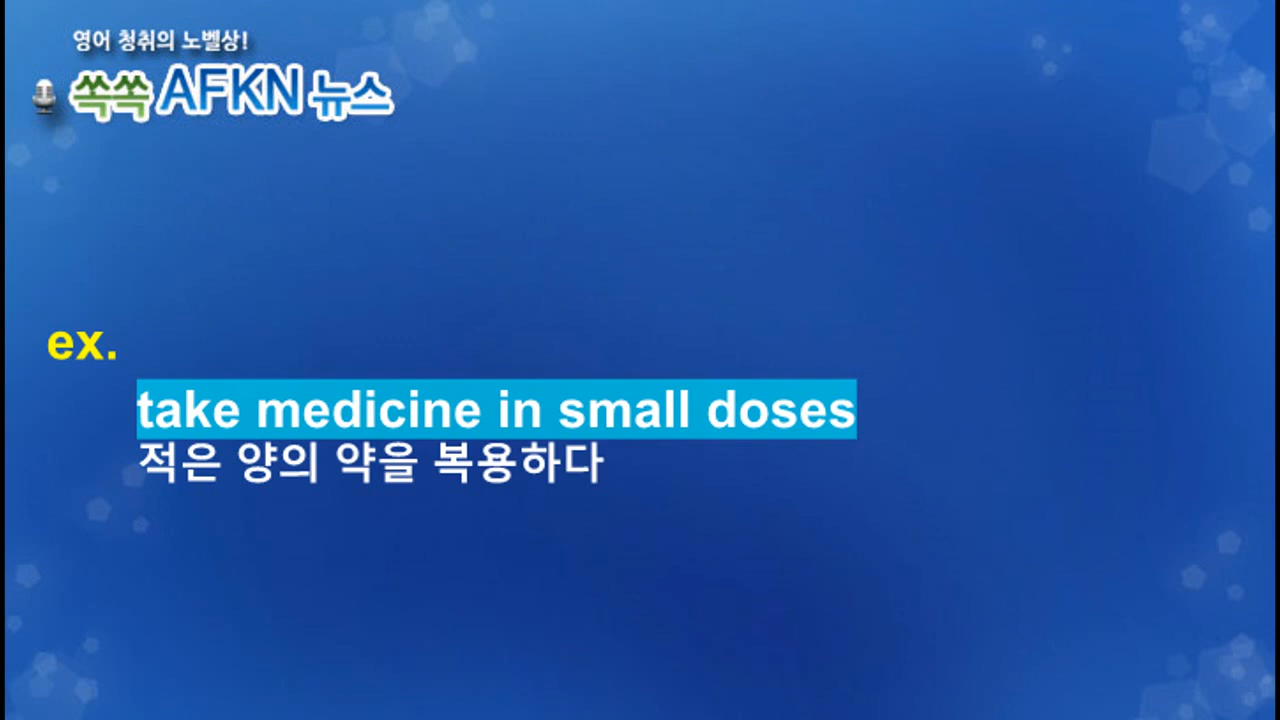 영어 청취의 노벨상!
쏙쏙 AFKN 뉴스
ex.
take medicine in small doses
적은 양의 약을 복용하다